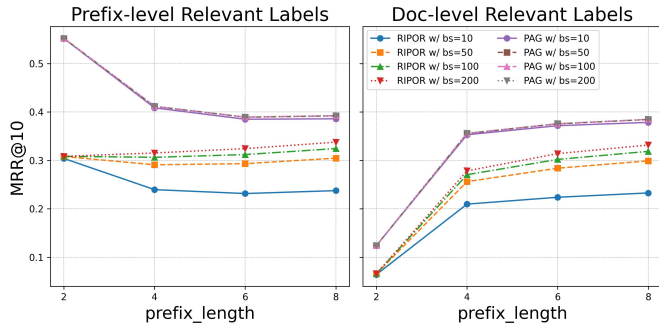 Prefix-level Relevant Labels
Doc-level Relevant Labels
MRR@10
0.5
0.4
0.3
0.2
0.1
2 4 6 8
prefix_length
RIPOR w/ bs=10 PAG w/ bs=10
RIPOR w/ bs=50 PAG w/ bs=50
RIPOR w/ bs=100 PAG w/ bs=100
RIPOR w/ bs=200 PAG w/ bs=200
2 4 6 8
prefix_length